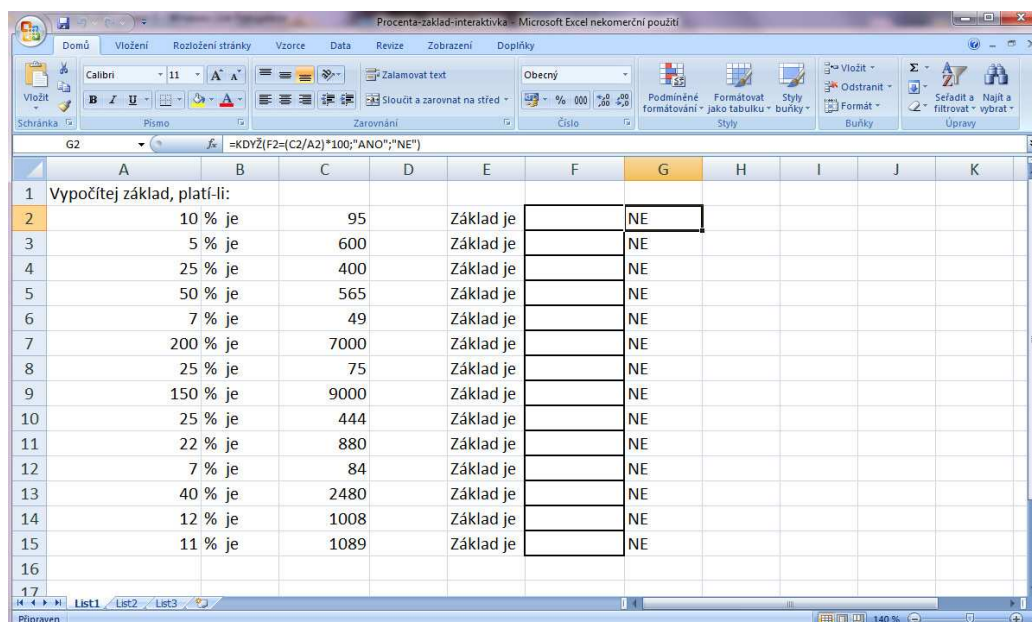 Procenta-zaklad-interaktivka - Microsoft Excel nekomerční použití
Domů Vložení Rozložení stránky Vzorce Data Revize Zobrazení Doplňky
Vložit
Calibri 11 A A
B I U A
Zalamovat text
Sloučit a zarovnat na střed
Obecný
% 000
Podmíněné formátování
Formátovat jako tabulku
Styly buňky
Vložit
Odstranit
Formát
Σ
Seřadit a filtrovat
Najít a vybrat
Schránka Písmo Zarovnání Číslo Styly Buňky Úpravy
G2 fx =KDYŽ(F2=(C2/A2)*100;"ANO";"NE")
A B C D E F G H I J K
1 Vypočítej základ, platí-li:
2 10 % je 95 Základ je NE
3 5 % je 600 Základ je NE
4 25 % je 400 Základ je NE
5 50 % je 565 Základ je NE
6 7 % je 49 Základ je NE
7 200 % je 7000 Základ je NE
8 25 % je 75 Základ je NE
9 150 % je 9000 Základ je NE
10 25 % je 444 Základ je NE
11 22 % je 880 Základ je NE
12 7 % je 84 Základ je NE
13 40 % je 2480 Základ je NE
14 12 % je 1008 Základ je NE
15 11 % je 1089 Základ je NE
16
17
List1 List2 List3
Připraven 140 %